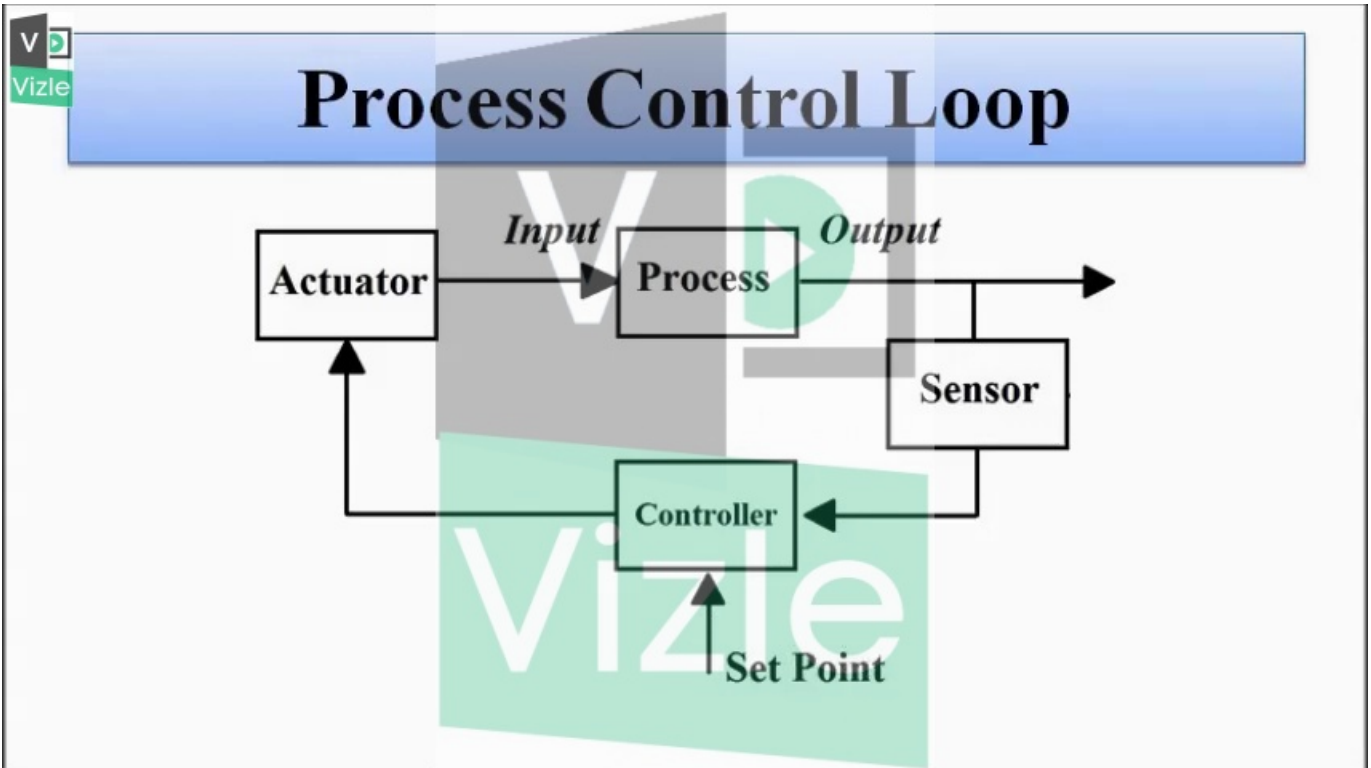 V
Vizle
Process Control Loop
Input
Output
Actuator
Process
Sensor
Controller
Set Point
V
Vizle